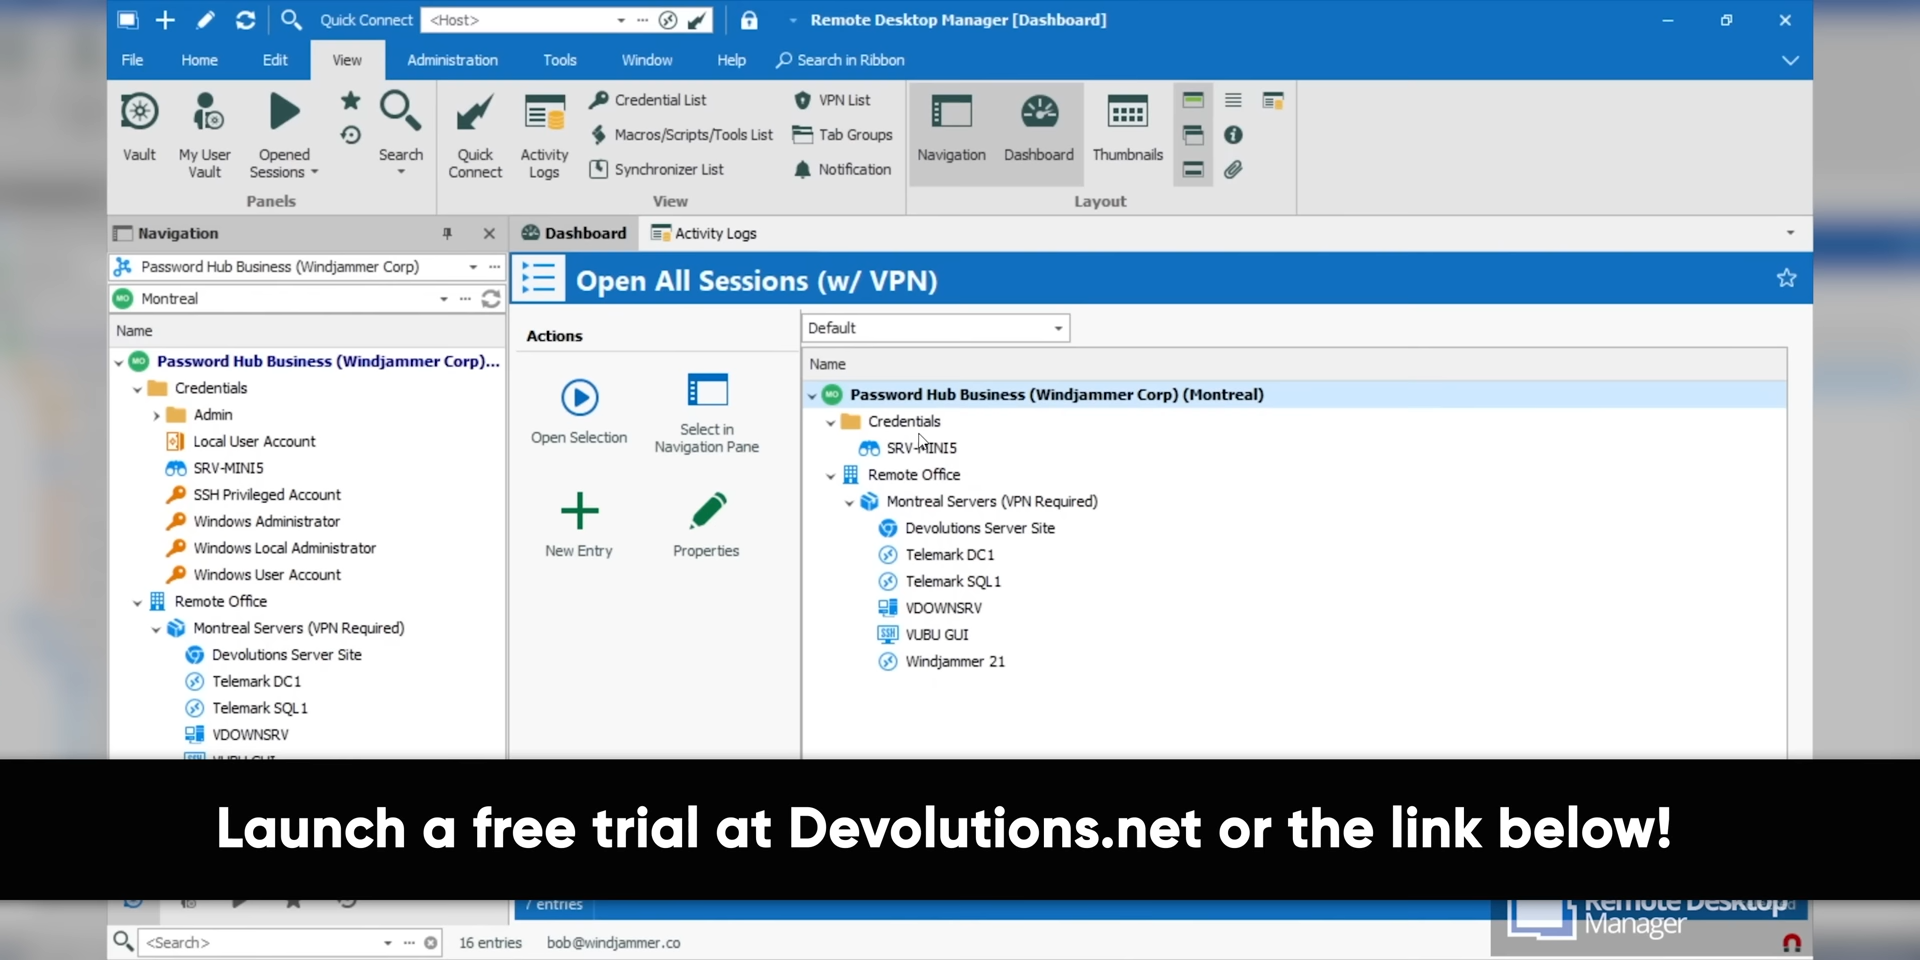 Quick Connect <Host> Remote Desktop Manager [Dashboard]
File Home Edit View Administration Tools Window Help Search in Ribbon
Vault
My User Vault
Opened Sessions
Search
Panels
Quick Connect
Activity Logs
Credential List
Macros/Scripts/Tools List
Synchronizer List
VPN List
Tab Groups
Notification
View
Navigation
Dashboard
Thumbnails
Layout
Navigation
Password Hub Business (Windjammer Corp)
MO Montreal
Name
MO Password Hub Business (Windjammer Corp)...
Credentials
Admin
Local User Account
SRV-MINI5
SSH Privileged Account
Windows Administrator
Windows Local Administrator
Windows User Account
Remote Office
Montreal Servers (VPN Required)
Devolutions Server Site
Telemark DC1
Telemark SQL1
VDOWNSRV
Dashboard Activity Logs
Open All Sessions (w/ VPN)
Actions
Open Selection
Select in Navigation Pane
New Entry
Properties
Default
Name
MO Password Hub Business (Windjammer Corp) (Montreal)
Credentials
SRV-MINI5
Remote Office
Montreal Servers (VPN Required)
Devolutions Server Site
Telemark DC1
Telemark SQL1
VDOWNSRV
SSH VUBU GUI
Windjammer 21
Launch a free trial at Devolutions.net or the link below!
7 entries
Remote Desktop
Manager
<Search> 16 entries bob@windjammer.co